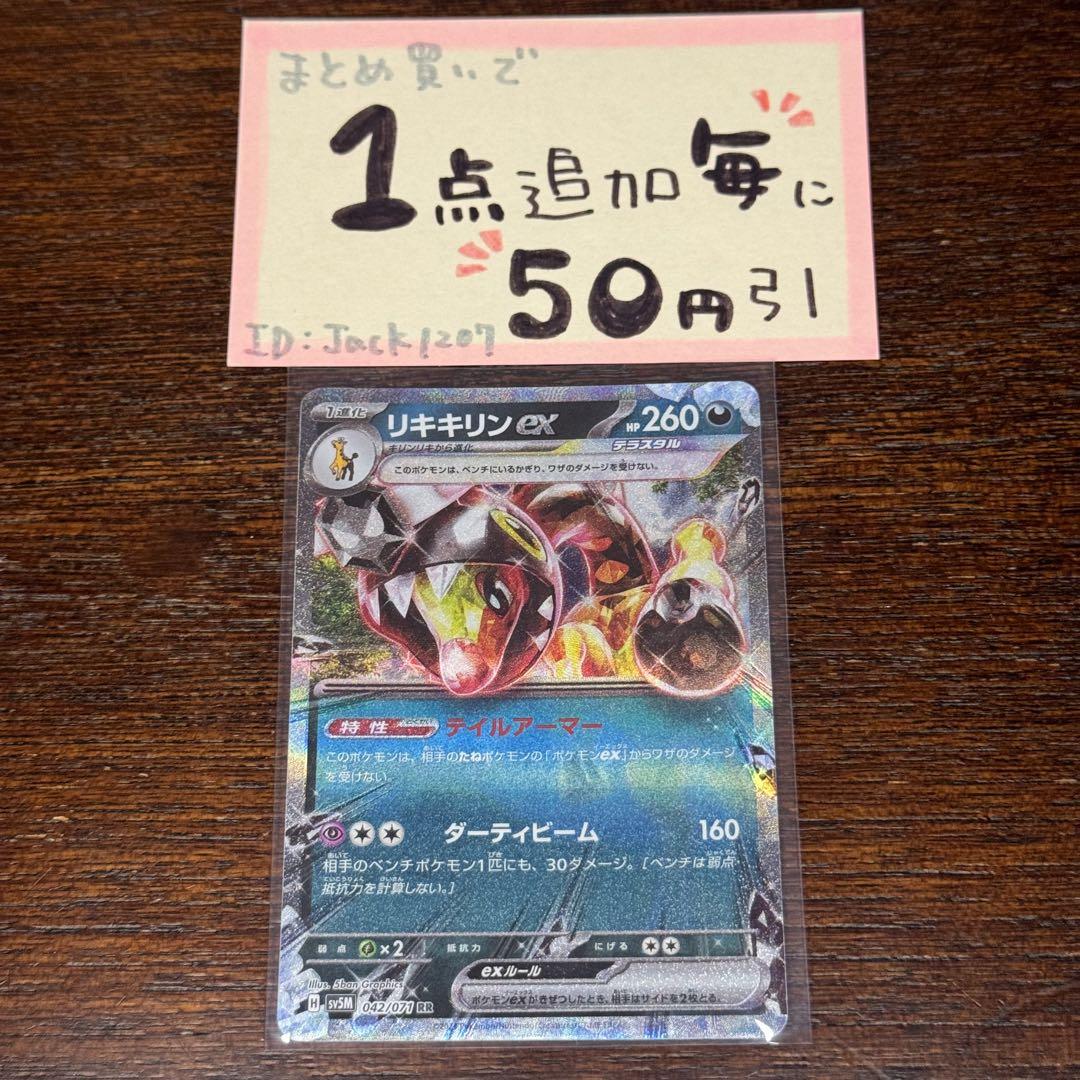 まとめ買いで
1点追加毎に
50円引
ID:Jack1207
1進化
リキキリンex
HP260
キリンリキから進化
テラスタル
このポケモンは、ベンチにいるかぎり、ワザのダメージを受けない。
特性 テイルアーマー
このポケモンは、相手のたねポケモンの「ポケモンex」からワザのダメージ
を受けない。
ダーティビーム 160
相手のベンチポケモン1匹にも、30ダメージ。[ベンチは弱点・
抵抗力を計算しない。]
弱点 ×2 抵抗力 にげる
exルール
ポケモンexがきぜつしたとき、相手はサイドを2枚とる。
Illus. 5ban Graphics
H SV5M 042/071 RR